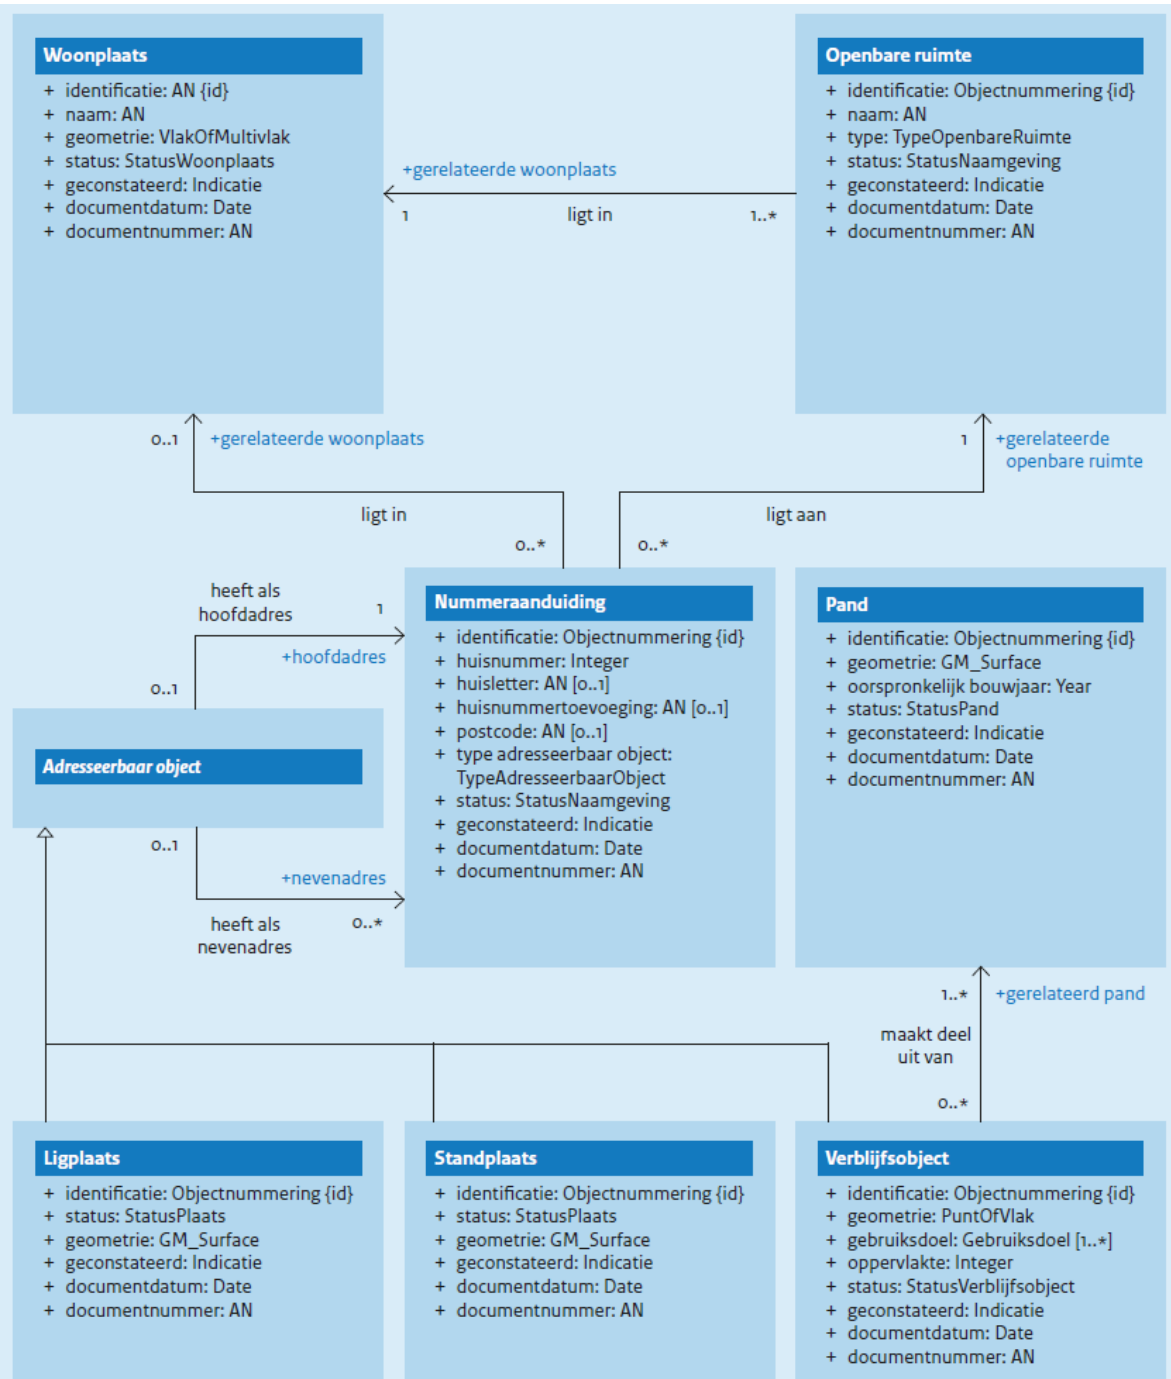 Woonplaats
+ identificatie: AN {id}
+ naam: AN
+ geometrie: VlakOfMultivlak
+ status: StatusWoonplaats
+ geconstateerd: Indicatie
+ documentdatum: Date
+ documentnummer: AN
+gerelateerde woonplaats
1
ligt in
1..*
Openbare ruimte
+ identificatie: Objectnummering {id}
+ naam: AN
+ type: TypeOpenbareRuimte
+ status: StatusNaamgeving
+ geconstateerd: Indicatie
+ documentdatum: Date
+ documentnummer: AN
0..1
+gerelateerde woonplaats
ligt in
0..*
1
+gerelateerde
openbare ruimte
ligt aan
0..*
heeft als
hoofdadres
1
+hoofdadres
0..1
Adresseerbaar object
0..1
+nevenadres
heeft als
nevenadres
0..*
Nummeraanduiding
+ identificatie: Objectnummering {id}
+ huisnummer: Integer
+ huisletter: AN [0..1]
+ huisnummertoevoeging: AN [0..1]
+ postcode: AN [0..1]
+ type adresseerbaar object:
TypeAdresseerbaarObject
+ status: StatusNaamgeving
+ geconstateerd: Indicatie
+ documentdatum: Date
+ documentnummer: AN
Pand
+ identificatie: Objectnummering {id}
+ geometrie: GM_Surface
+ oorspronkelijk bouwjaar: Year
+ status: StatusPand
+ geconstateerd: Indicatie
+ documentdatum: Date
+ documentnummer: AN
1..*
+gerelateerd pand
maakt deel
uit van
0..*
Ligplaats
+ identificatie: Objectnummering {id}
+ status: StatusPlaats
+ geometrie: GM_Surface
+ geconstateerd: Indicatie
+ documentdatum: Date
+ documentnummer: AN
Standplaats
+ identificatie: Objectnummering {id}
+ status: StatusPlaats
+ geometrie: GM_Surface
+ geconstateerd: Indicatie
+ documentdatum: Date
+ documentnummer: AN
Verblijfsobject
+ identificatie: Objectnummering {id}
+ geometrie: PuntOfVlak
+ gebruiksdoel: Gebruiksdoel [1..*]
+ oppervlakte: Integer
+ status: StatusVerblijfsobject
+ geconstateerd: Indicatie
+ documentdatum: Date
+ documentnummer: AN